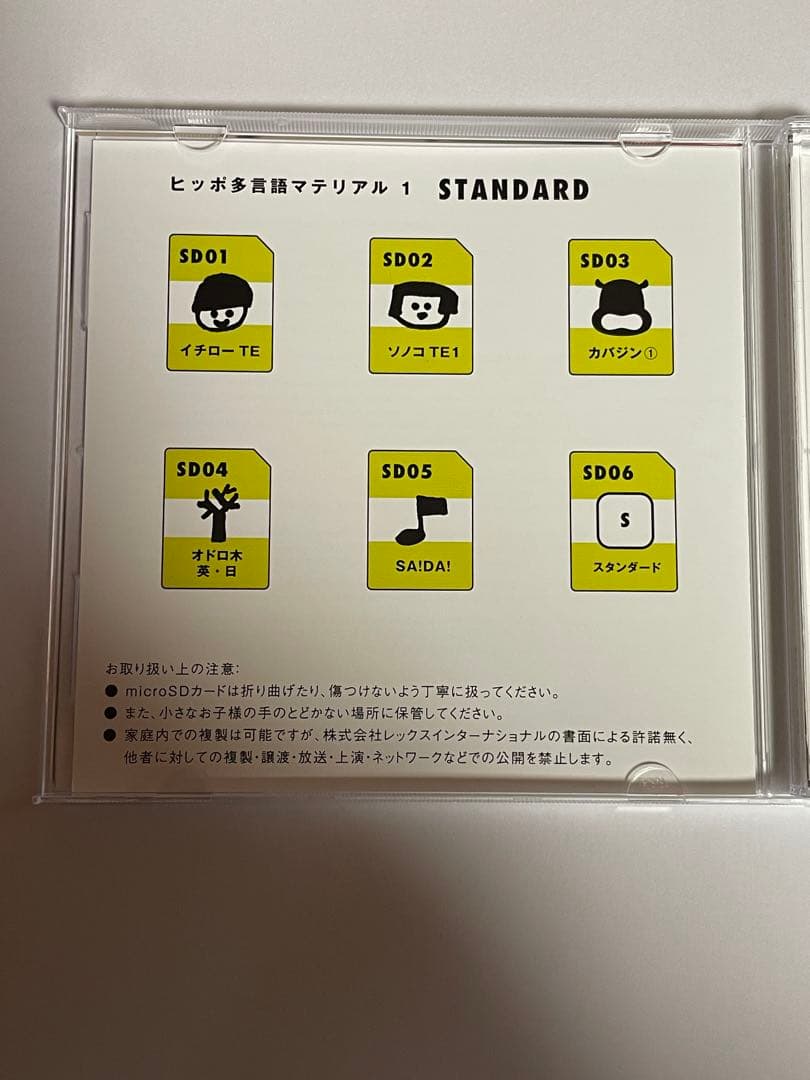 ヒッポ多言語マテリアル 1 STANDARD
SD01
イチロー TE
SD02
ソノコ TE1
SD03
カバジン①
SD04
オドロ木
英・日
SD05
SA!DA!
SD06
S
スタンダード
お取り扱い上の注意:
● microSDカードは折り曲げたり、傷つけないよう丁寧に扱ってください。
● また、小さなお子様の手のとどかない場所に保管してください。
● 家庭内での複製は可能ですが、株式会社レックスインターナショナルの書面による許諾無く、
他者に対しての複製・譲渡・放送・上演・ネットワークなどでの公開を禁止します。